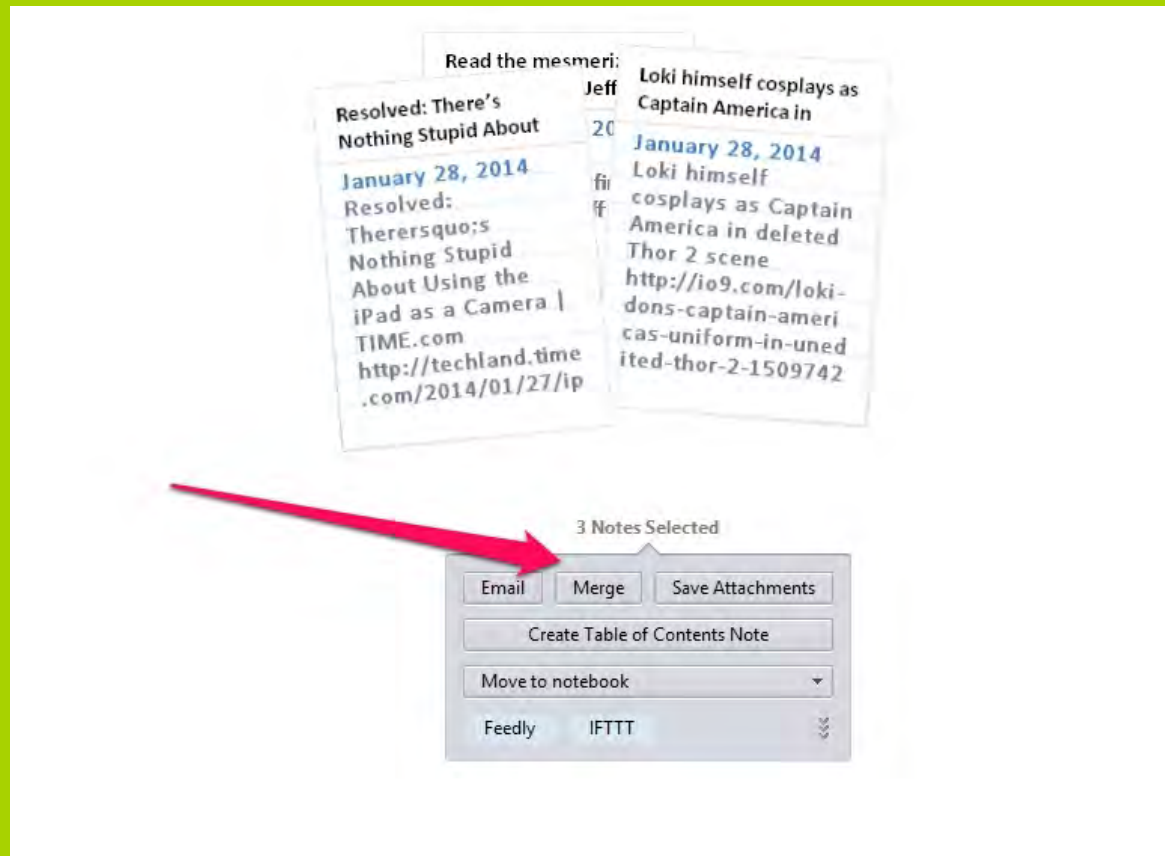 Read the mesmeri
Jeff
20
fi
ff
Resolved: There's
Nothing Stupid About
January 28, 2014
Resolved:
Therersquo;s
Nothing Stupid
About Using the
iPad as a Camera |
TIME.com
http://techland.time
.com/2014/01/27/ip
Loki himself cosplays as
Captain America in
January 28, 2014
Loki himself
cosplays as Captain
America in deleted
Thor 2 scene
http://io9.com/loki-
dons-captain-ameri
cas-uniform-in-uned
ited-thor-2-1509742
3 Notes Selected
Email Merge Save Attachments
Create Table of Contents Note
Move to notebook
Feedly IFTTT